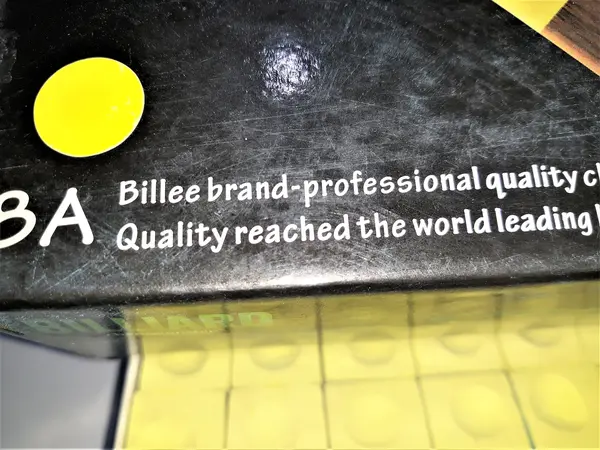 BA
Billee brand-professional quality
Quality reached the world leading